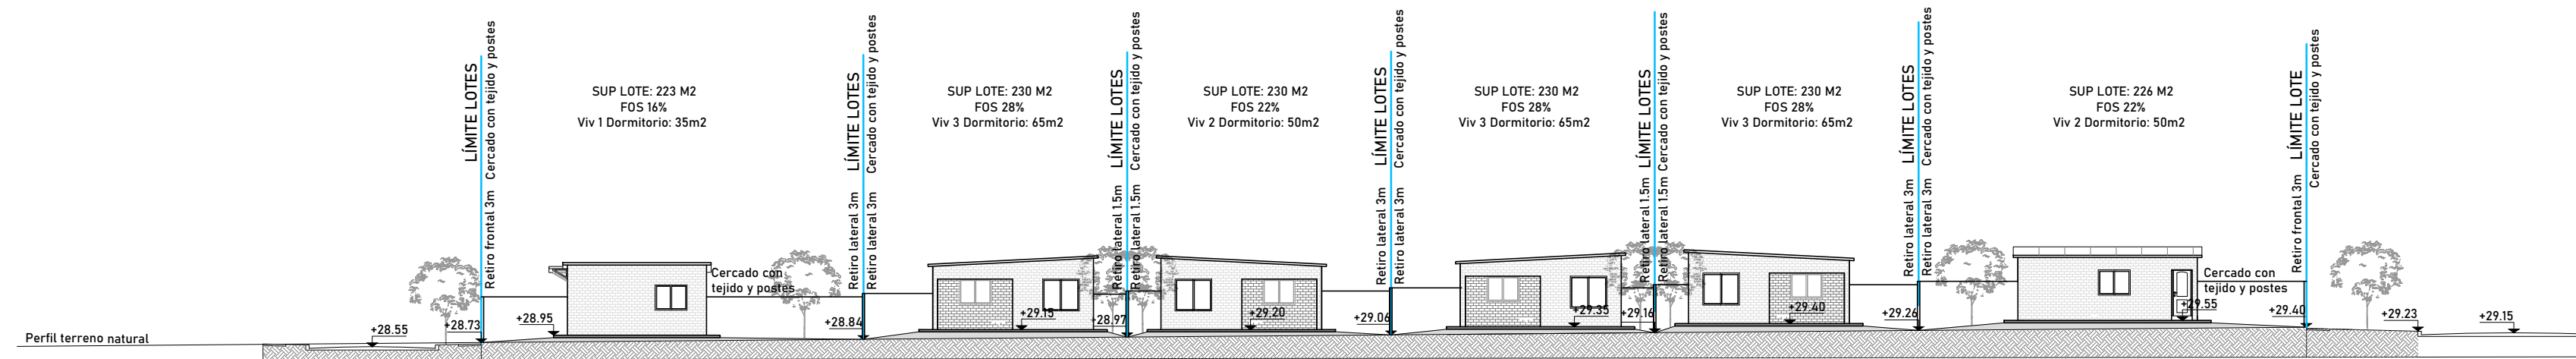 LÍMITE LOTES
Retiro frontal 3m
Cercado con tejido y postes
SUP LOTE: 223 M2
FOS 16%
Viv 1 Dormitorio: 35m2
LÍMITE LOTES
Retiro lateral 3m
Retiro lateral 3m
Cercado con tejido y postes
SUP LOTE: 230 M2
FOS 28%
Viv 3 Dormitorio: 65m2
LÍMITE LOTES
Retiro lateral 1.5m
Retiro lateral 1.5m
Cercado con tejido y postes
SUP LOTE: 230 M2
FOS 22%
Viv 2 Dormitorio: 50m2
LÍMITE LOTES
Retiro lateral 3m
Retiro lateral 3m
Cercado con tejido y postes
SUP LOTE: 230 M2
FOS 28%
Viv 3 Dormitorio: 65m2
LÍMITE LOTES
Retiro lateral 1.5m
Retiro lateral 1.5m
Cercado con tejido y postes
SUP LOTE: 230 M2
FOS 28%
Viv 3 Dormitorio: 65m2
LÍMITE LOTES
Retiro lateral 3m
Retiro lateral 3m
Cercado con tejido y postes
SUP LOTE: 226 M2
FOS 22%
Viv 2 Dormitorio: 50m2
LÍMITE LOTE
Retiro frontal 3m
Cercado con tejido y postes
Cercado con
tejido y postes
Cercado con
tejido y postes
Perfil terreno natural
+28.55
+28.73
+28.95
+28.84
+29.15
+28.97
+29.20
+29.06
+29.35
+29.16
+29.40
+29.26
+29.55
+29.40
+29.23
+29.15